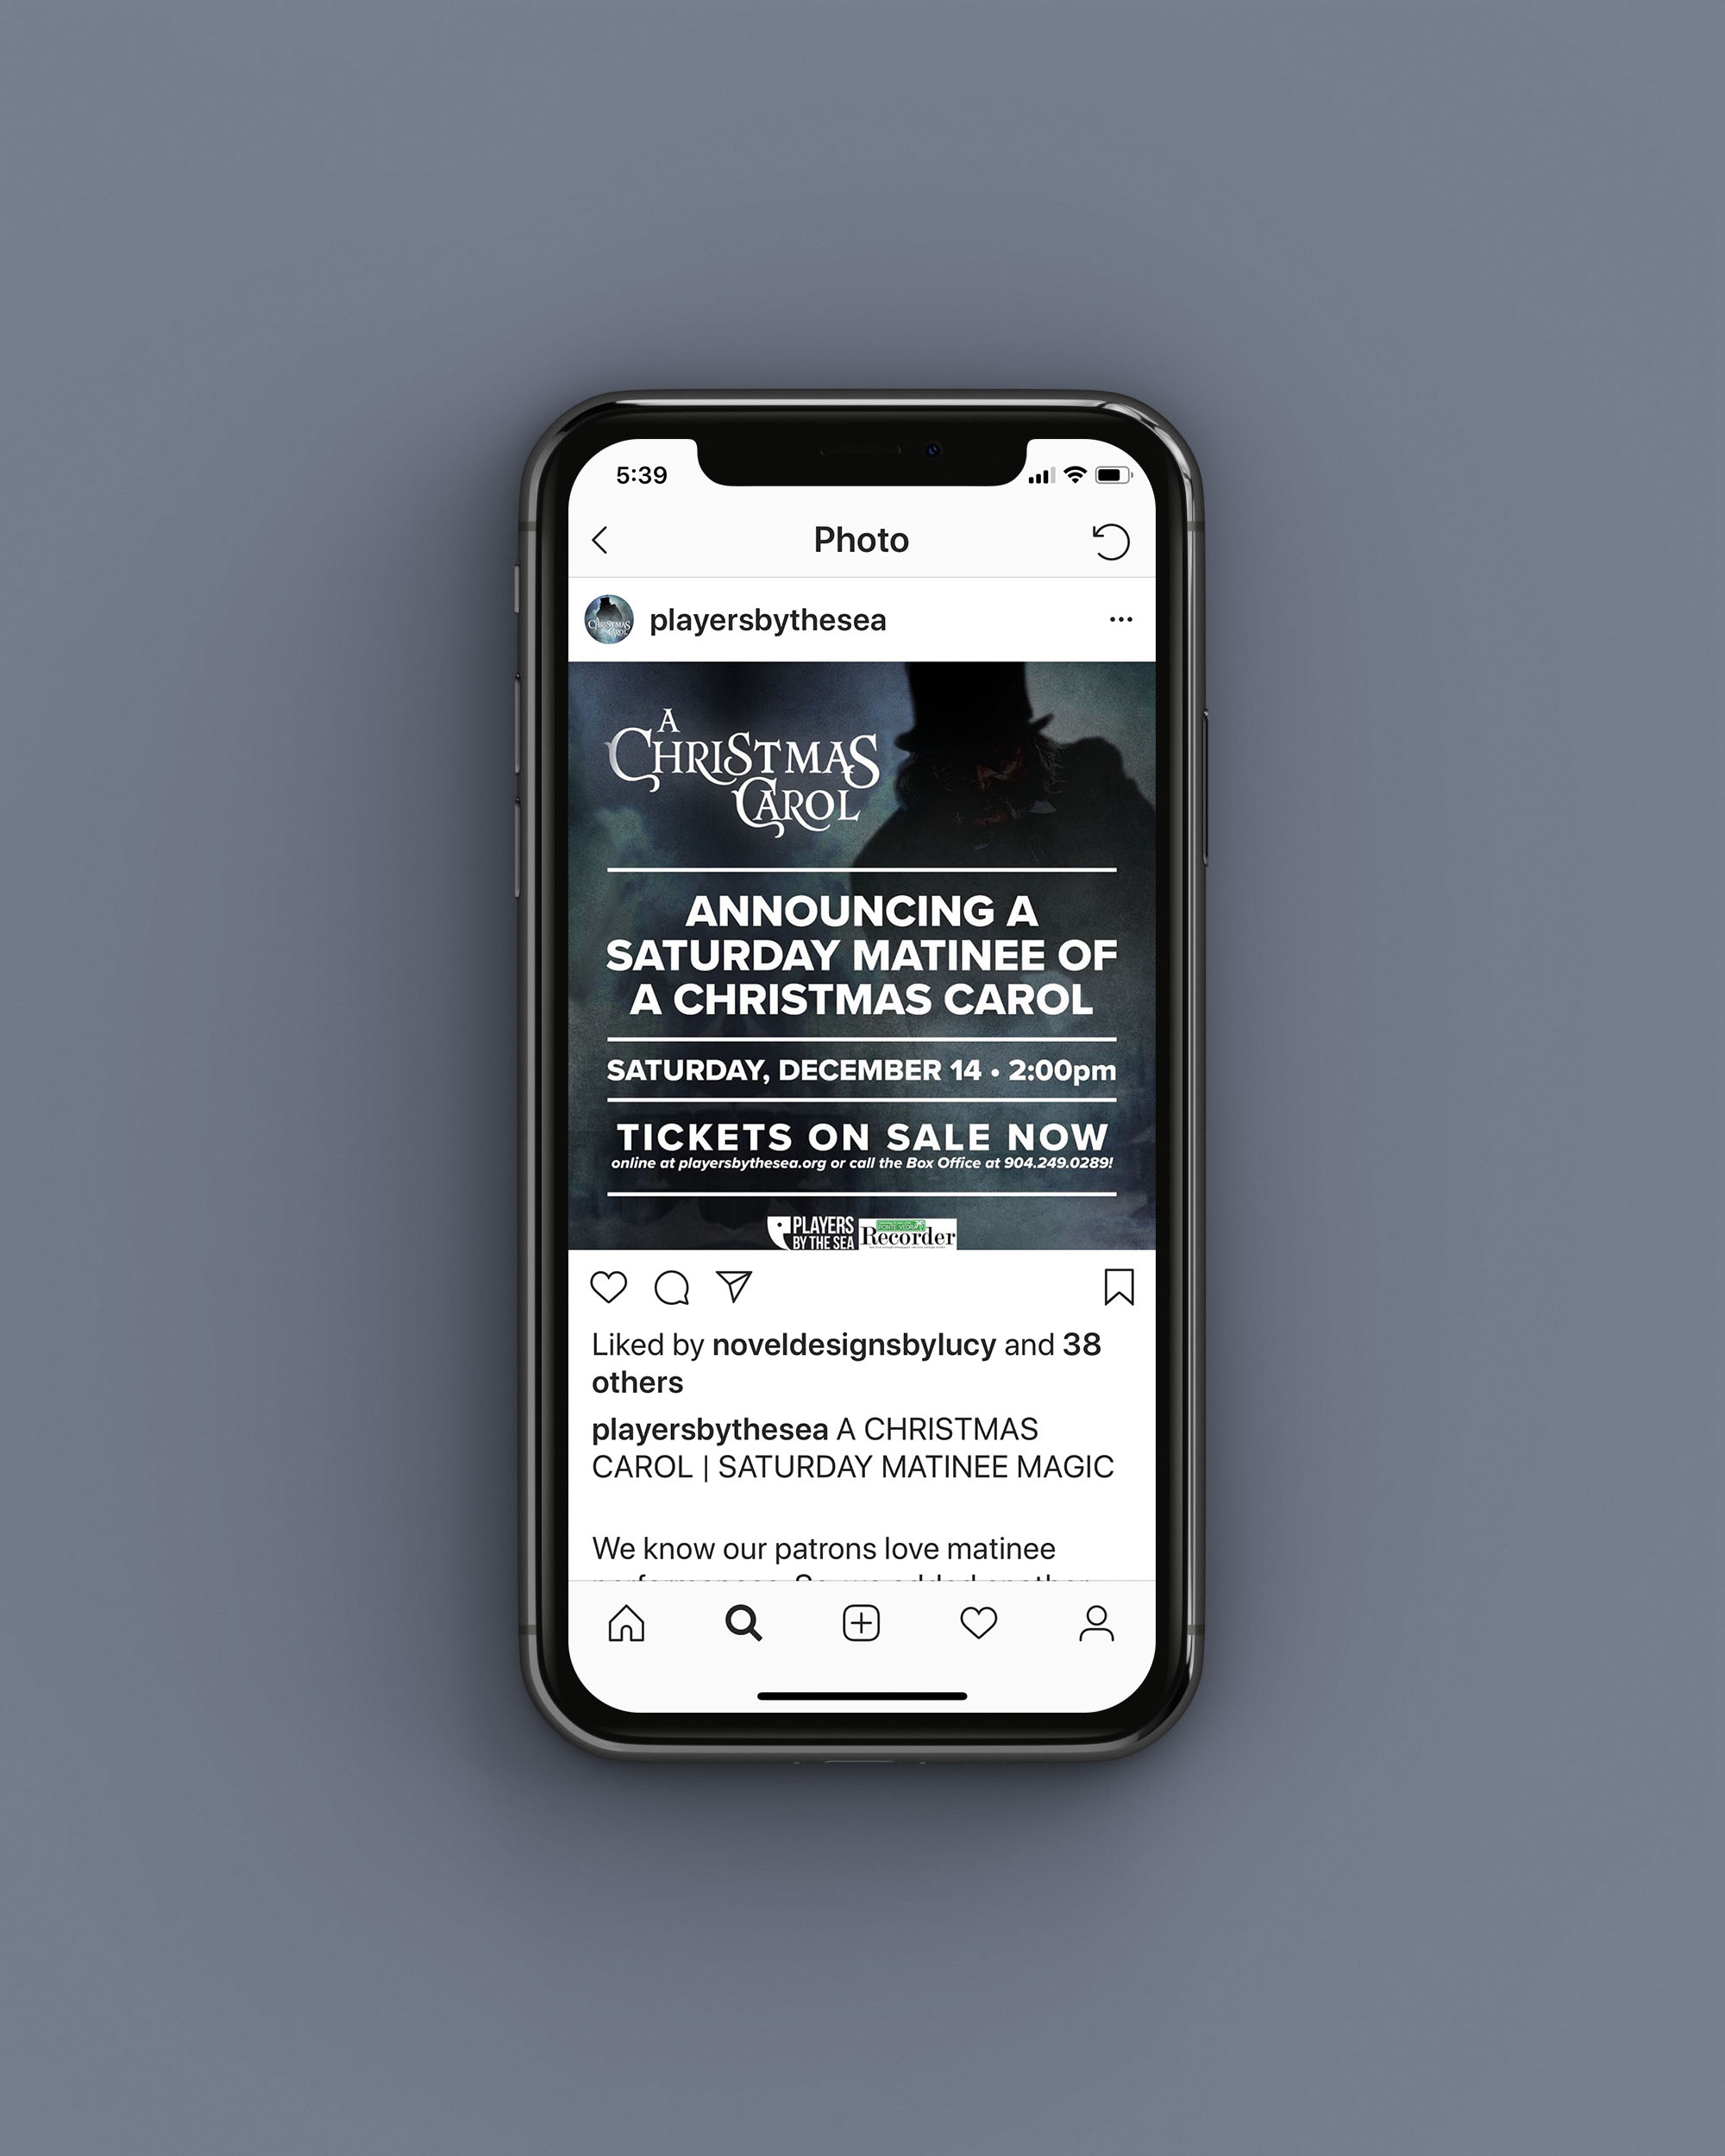 5:39
Photo
playersbythesea
A
CHRISTMAS
CAROL
ANNOUNCING A
SATURDAY MATINEE OF
A CHRISTMAS CAROL
SATURDAY, DECEMBER 14 • 2:00pm
TICKETS ON SALE NOW
online at playersbythesea.org or call the Box Office at 904.249.0289!
PLAYERS
BY THE SEA
PONTE VEDRA
Recorder
Liked by noveldesignsbylucy and 38
others
playersbythesea A CHRISTMAS
CAROL | SATURDAY MATINEE MAGIC
We know our patrons love matinee